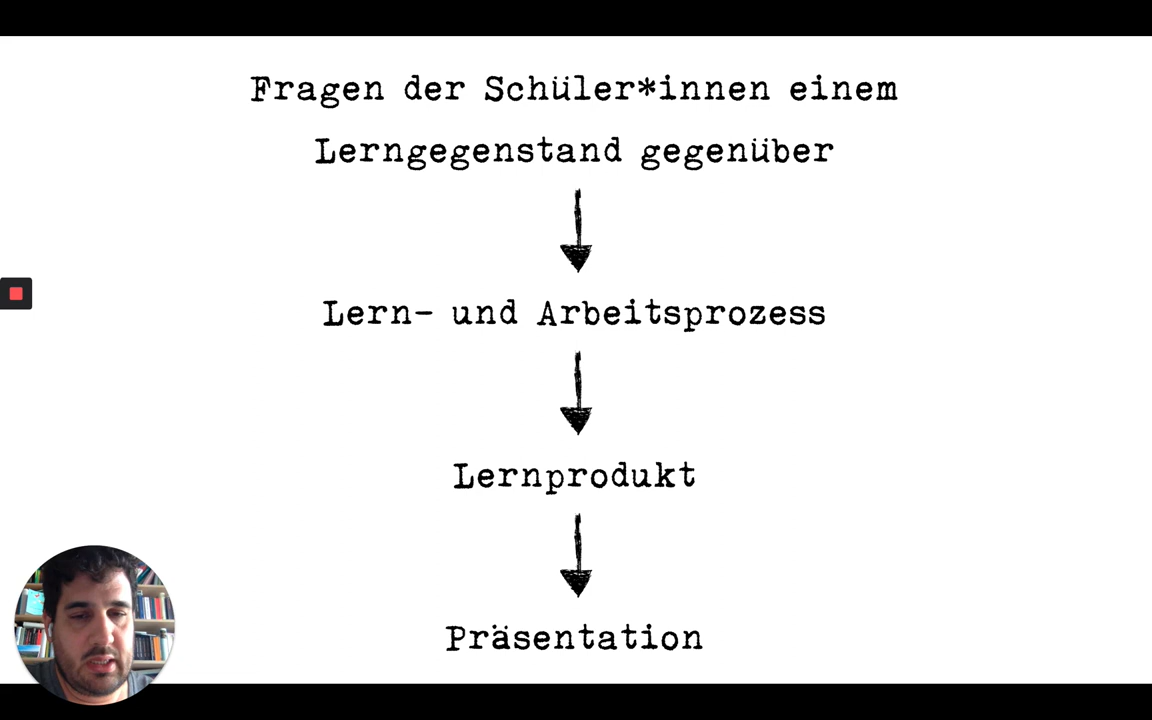 Fragen der Schüler*innen einem
Lerngegenstand gegenüber
Lern- und Arbeitsprozess
Lernprodukt
Präsentation